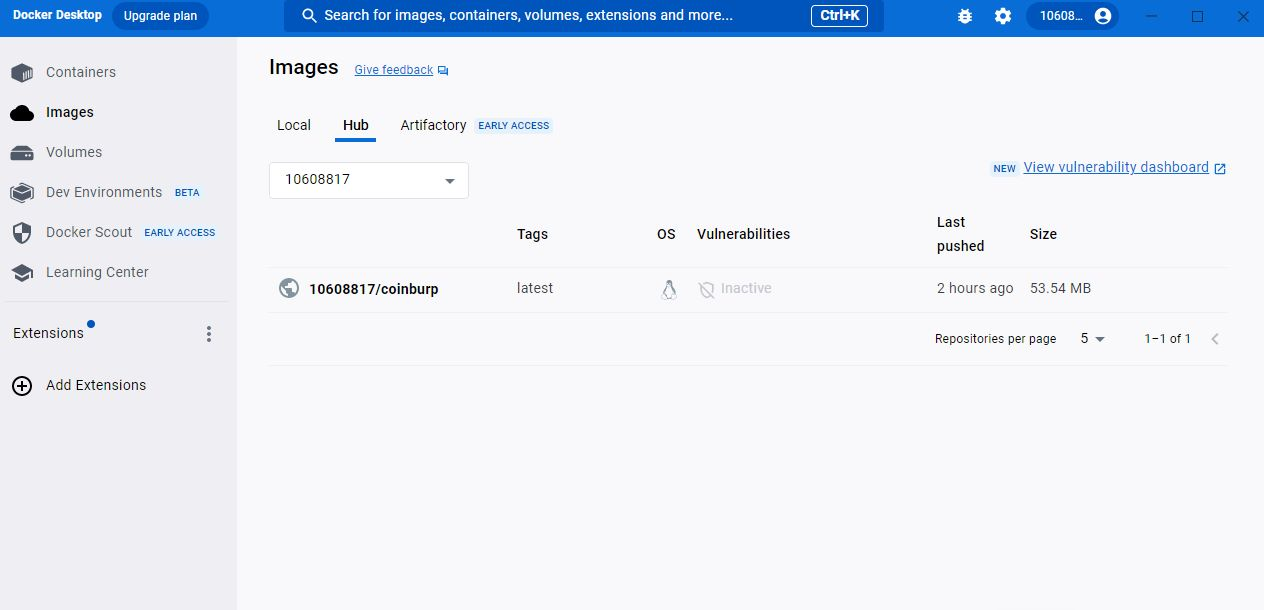 Docker Desktop Upgrade plan Search for images, containers, volumes, extensions and more... Ctrl+K 10608...
Containers
Images
Volumes
Dev Environments BETA
Docker Scout EARLY ACCESS
Learning Center
Extensions
Add Extensions
Images Give feedback
Local Hub Artifactory EARLY ACCESS
10608817 NEW View vulnerability dashboard
Tags OS Vulnerabilities Last pushed Size
10608817/coinburp latest Inactive 2 hours ago 53.54 MB
Repositories per page 5 1–1 of 1